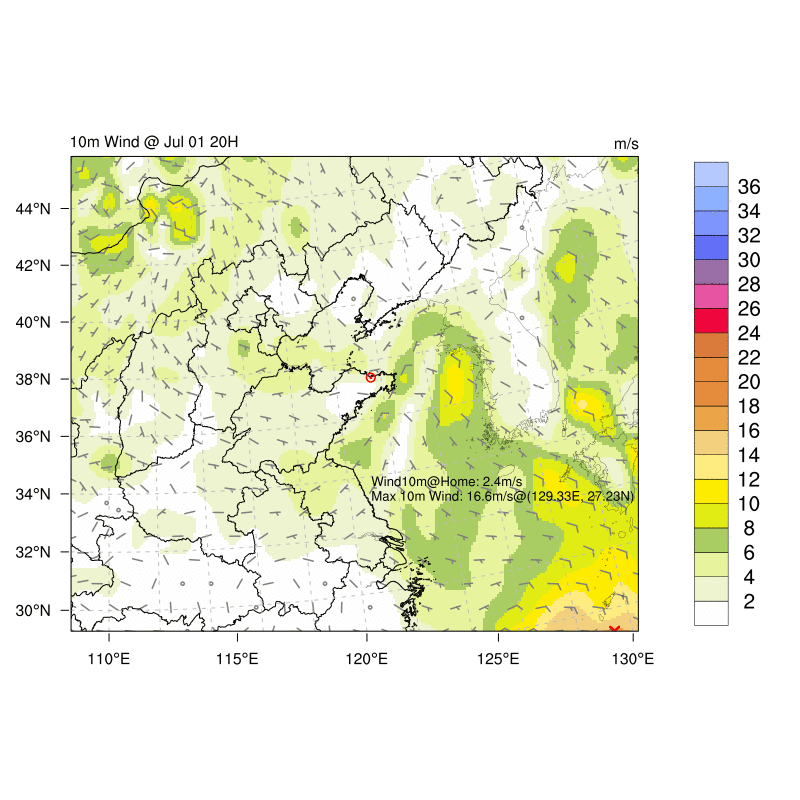 10m Wind @ Jul 01 20H
m/s
44°N
42°N
40°N
38°N
36°N
34°N
32°N
30°N
110°E
115°E
120°E
125°E
130°E
Wind10m@Home: 2.4m/s
Max 10m Wind: 16.6m/s@(129.33E, 27.23N)
36
34
32
30
28
26
24
22
20
18
16
14
12
10
8
6
4
2